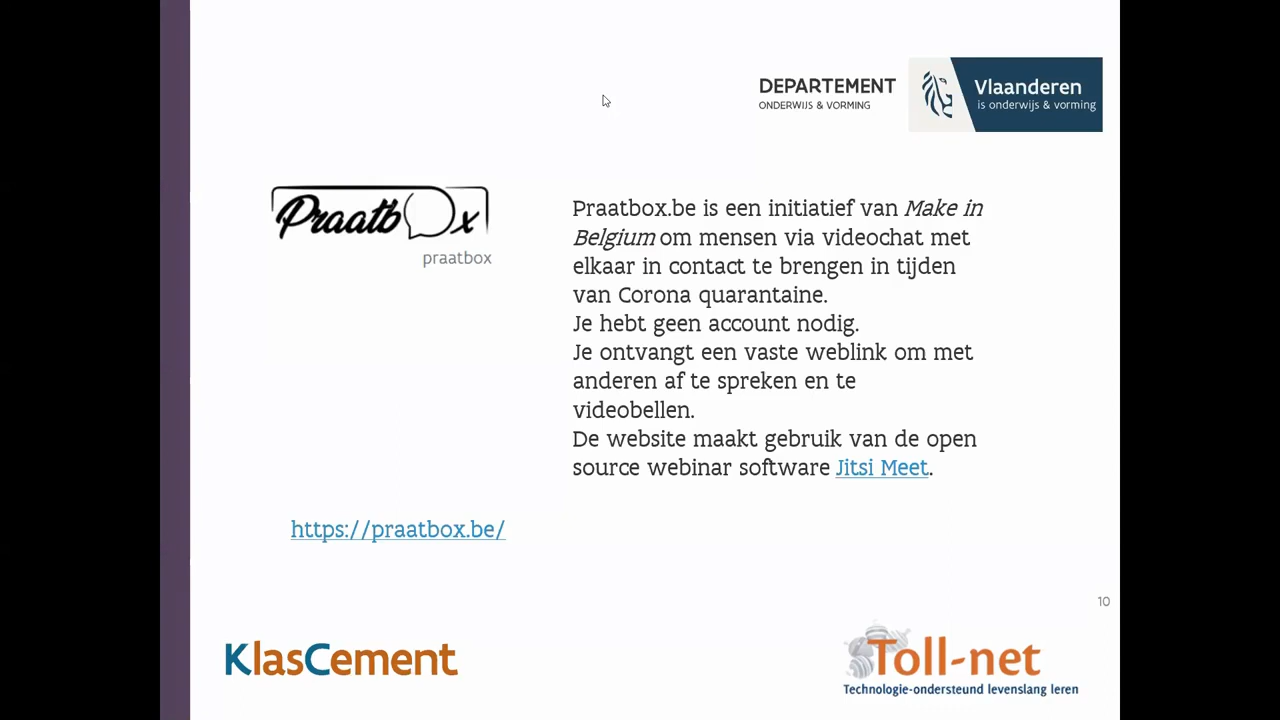 DEPARTEMENT
ONDERWIJS & VORMING
Vlaanderen
is onderwijs & vorming
Praatbox
praatbox
Praatbox.be is een initiatief van Make in
Belgium om mensen via videochat met
elkaar in contact te brengen in tijden
van Corona quarantaine.
Je hebt geen account nodig.
Je ontvangt een vaste weblink om met
anderen af te spreken en te
videobellen.
De website maakt gebruik van de open
source webinar software Jitsi Meet.
https://praatbox.be/
10
KlasCement
Toll-net
Technologie-ondersteund levenslang leren